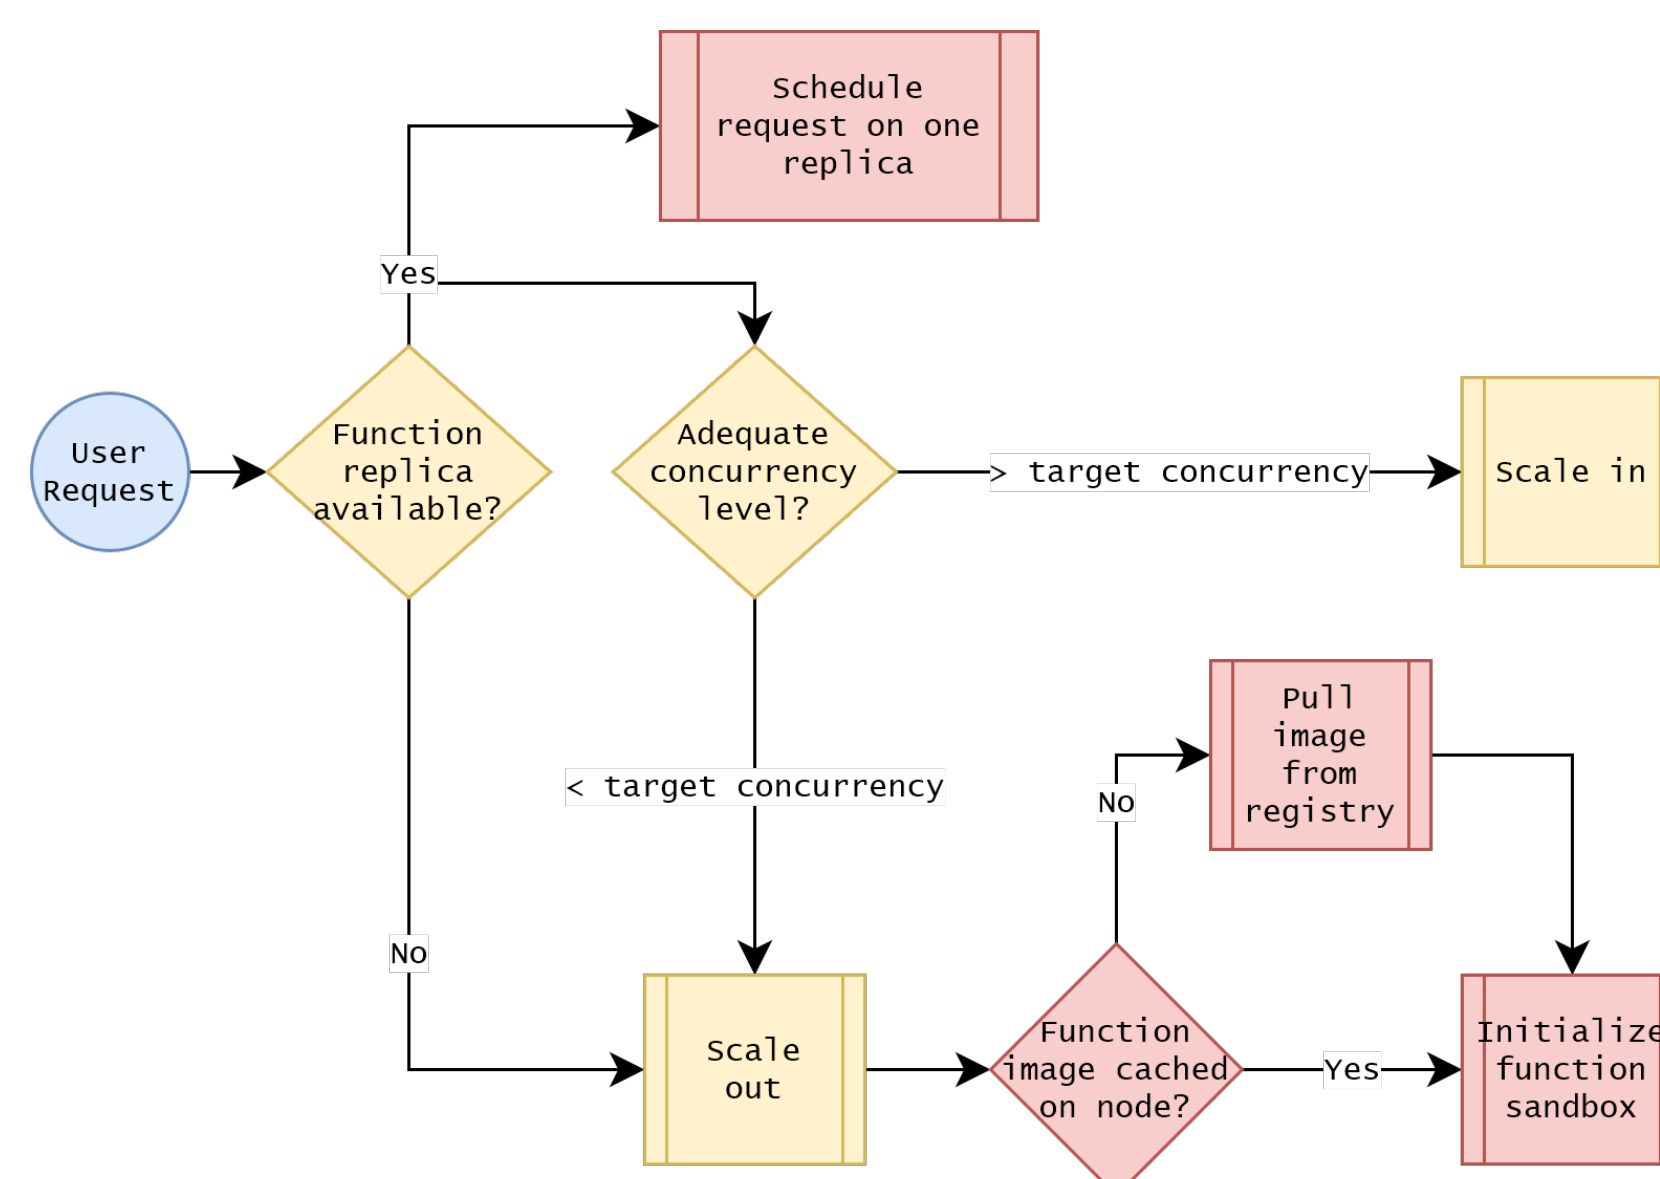 Schedule
request on one
replica
Yes
User
Request
Function
replica
available?
Adequate
concurrency
level?
> target concurrency
Scale in
< target concurrency
No
Scale
out
Function
image cached
on node?
No
Pull
image
from
registry
Yes
Initialize
function
sandbox